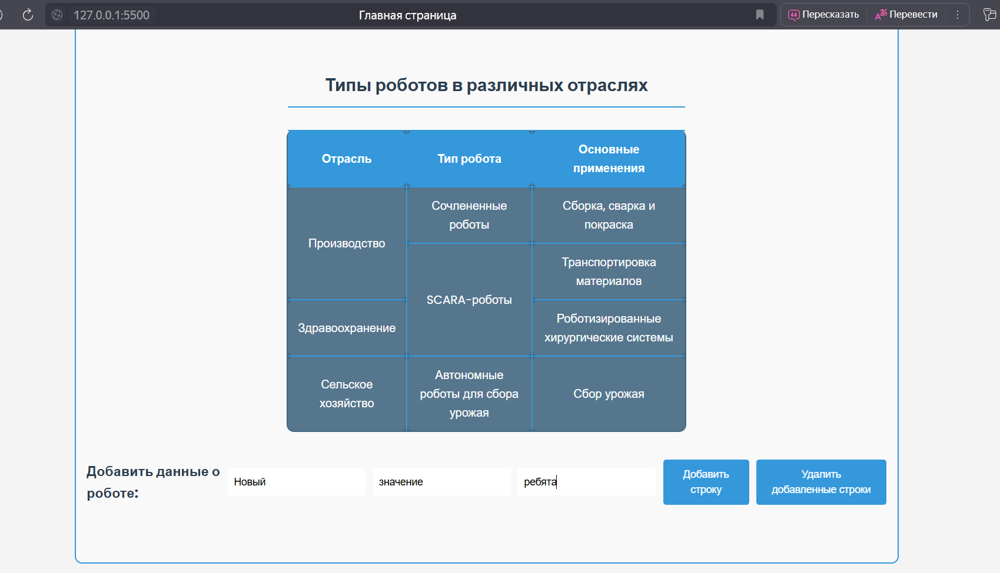 127.0.0.1:5500
Главная страница
Пересказать
Перевести
Типы роботов в различных отраслях
Отрасль
Тип робота
Основные
применения
Производство
Сочлененные
роботы
Сборка, сварка и
покраска
SCARA-роботы
Транспортировка
материалов
Здравоохранение
Роботизированные
хирургические системы
Сельское
хозяйство
Автономные
роботы для сбора
урожая
Сбор урожая
Добавить данные о
роботе:
Новый
значение
ребята
Добавить
строку
Удалить
добавленные строки